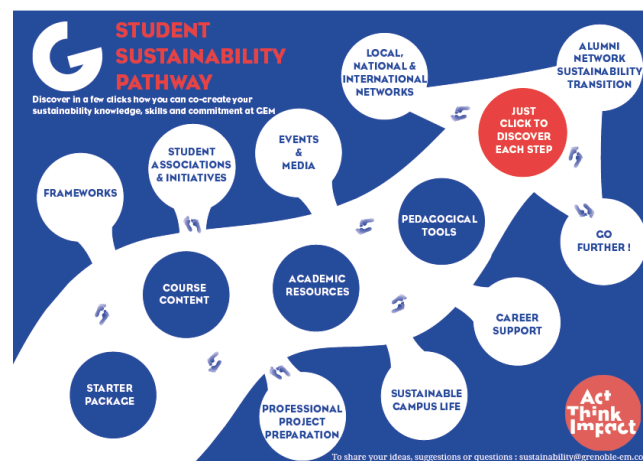 STUDENT
SUSTAINABILITY
PATHWAY
Discover in a few clicks how you can co-create your
sustainability knowledge, skills and commitment at GEM
LOCAL,
NATIONAL &
INTERNATIONAL
NETWORKS
ALUMNI
NETWORK
SUSTAINABILITY
TRANSITION
JUST
CLICK TO
DISCOVER
EACH STEP
EVENTS
&
MEDIA
STUDENT
ASSOCIATIONS
& INITIATIVES
FRAMEWORKS
PEDAGOGICAL
TOOLS
GO
FURTHER !
COURSE
CONTENT
ACADEMIC
RESOURCES
CAREER
SUPPORT
STARTER
PACKAGE
PROFESSIONAL
PROJECT
PREPARATION
SUSTAINABLE
CAMPUS LIFE
Act
Think
Impact
To share your ideas, suggestions or questions : sustainability@grenoble-em.co